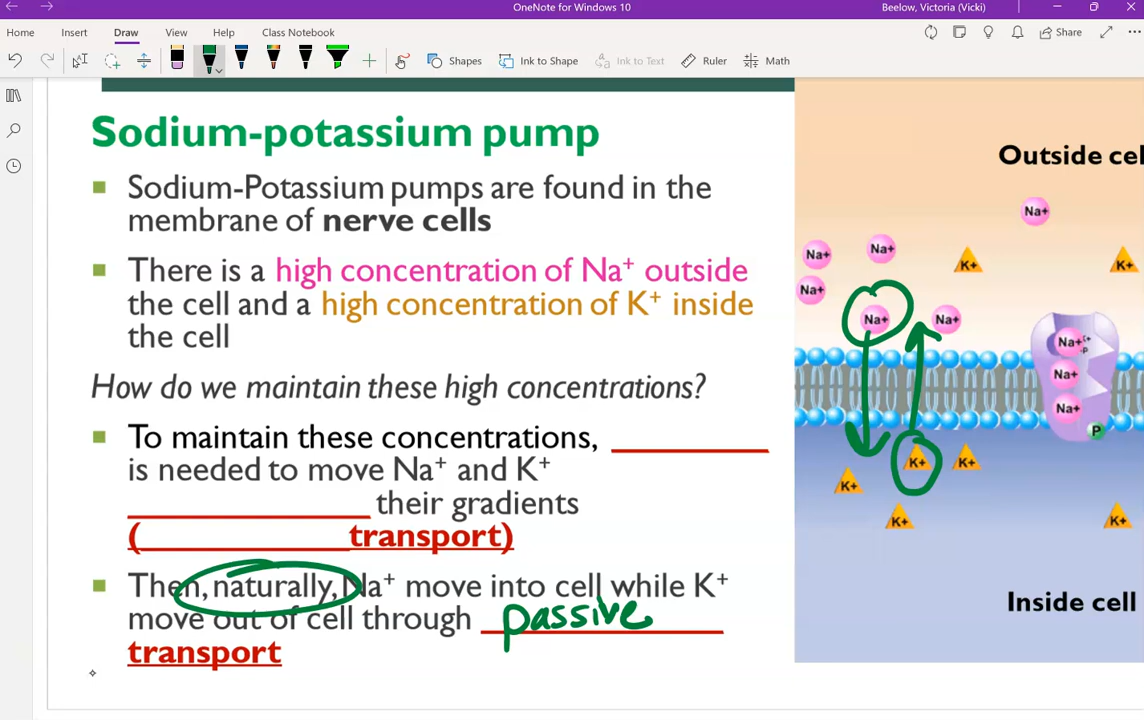 OneNote for Windows 10
Beelow, Victoria (Vicki)
Home Insert Draw View Help Class Notebook
Share
Shapes
Ink to Shape
Ink to Text
Ruler
Math
Sodium-potassium pump
Sodium-Potassium pumps are found in the
membrane of nerve cells
There is a high concentration of Na⁺ outside
the cell and a high concentration of K⁺ inside
the cell
How do we maintain these high concentrations?
To maintain these concentrations, __________
is needed to move Na⁺ and K⁺
________________ their gradients
(______________ transport)
Then, naturally, Na⁺ move into cell while K⁺
move out of cell through passive
transport
Outside cel
Na+
Na+
Na+
K+
K+
Na+
Na+
Na+
Na+
Na+
Na+
P
K+
K+
K+
K+
K+
Inside cell